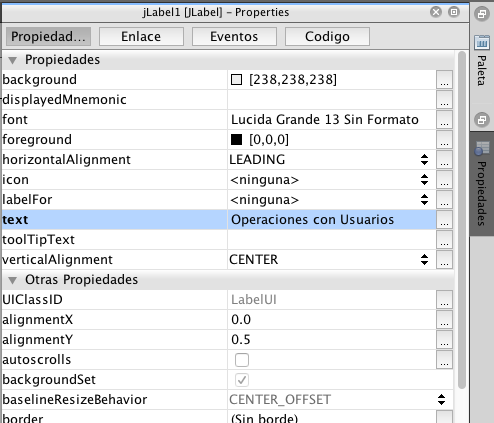 jLabel1 [JLabel] – Properties
Propiedad... Enlace Eventos Codigo
Propiedades
background [238,238,238] ...
displayedMnemonic ...
font Lucida Grande 13 Sin Formato ...
foreground [0,0,0] ...
horizontalAlignment LEADING ...
icon <ninguna> ...
labelFor <ninguna> ...
text Operaciones con Usuarios ...
toolTipText ...
verticalAlignment CENTER ...
Otras Propiedades
UIClassID LabelUI ...
alignmentX 0.0 ...
alignmentY 0.5 ...
autoscrolls ...
backgroundSet
baselineResizeBehavior CENTER_OFFSET
border (Sin borde) ...
Paleta
Propiedades